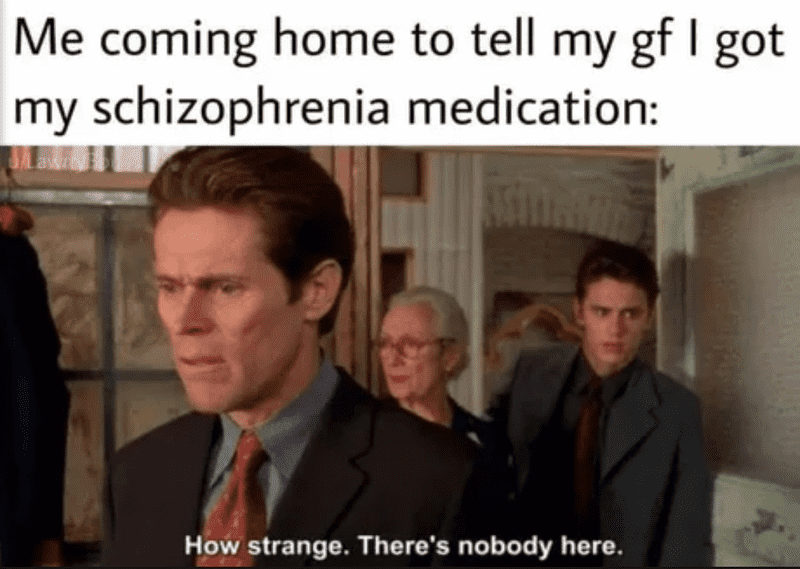 Me coming home to tell my gf I got
my schizophrenia medication:
How strange. There's nobody here.